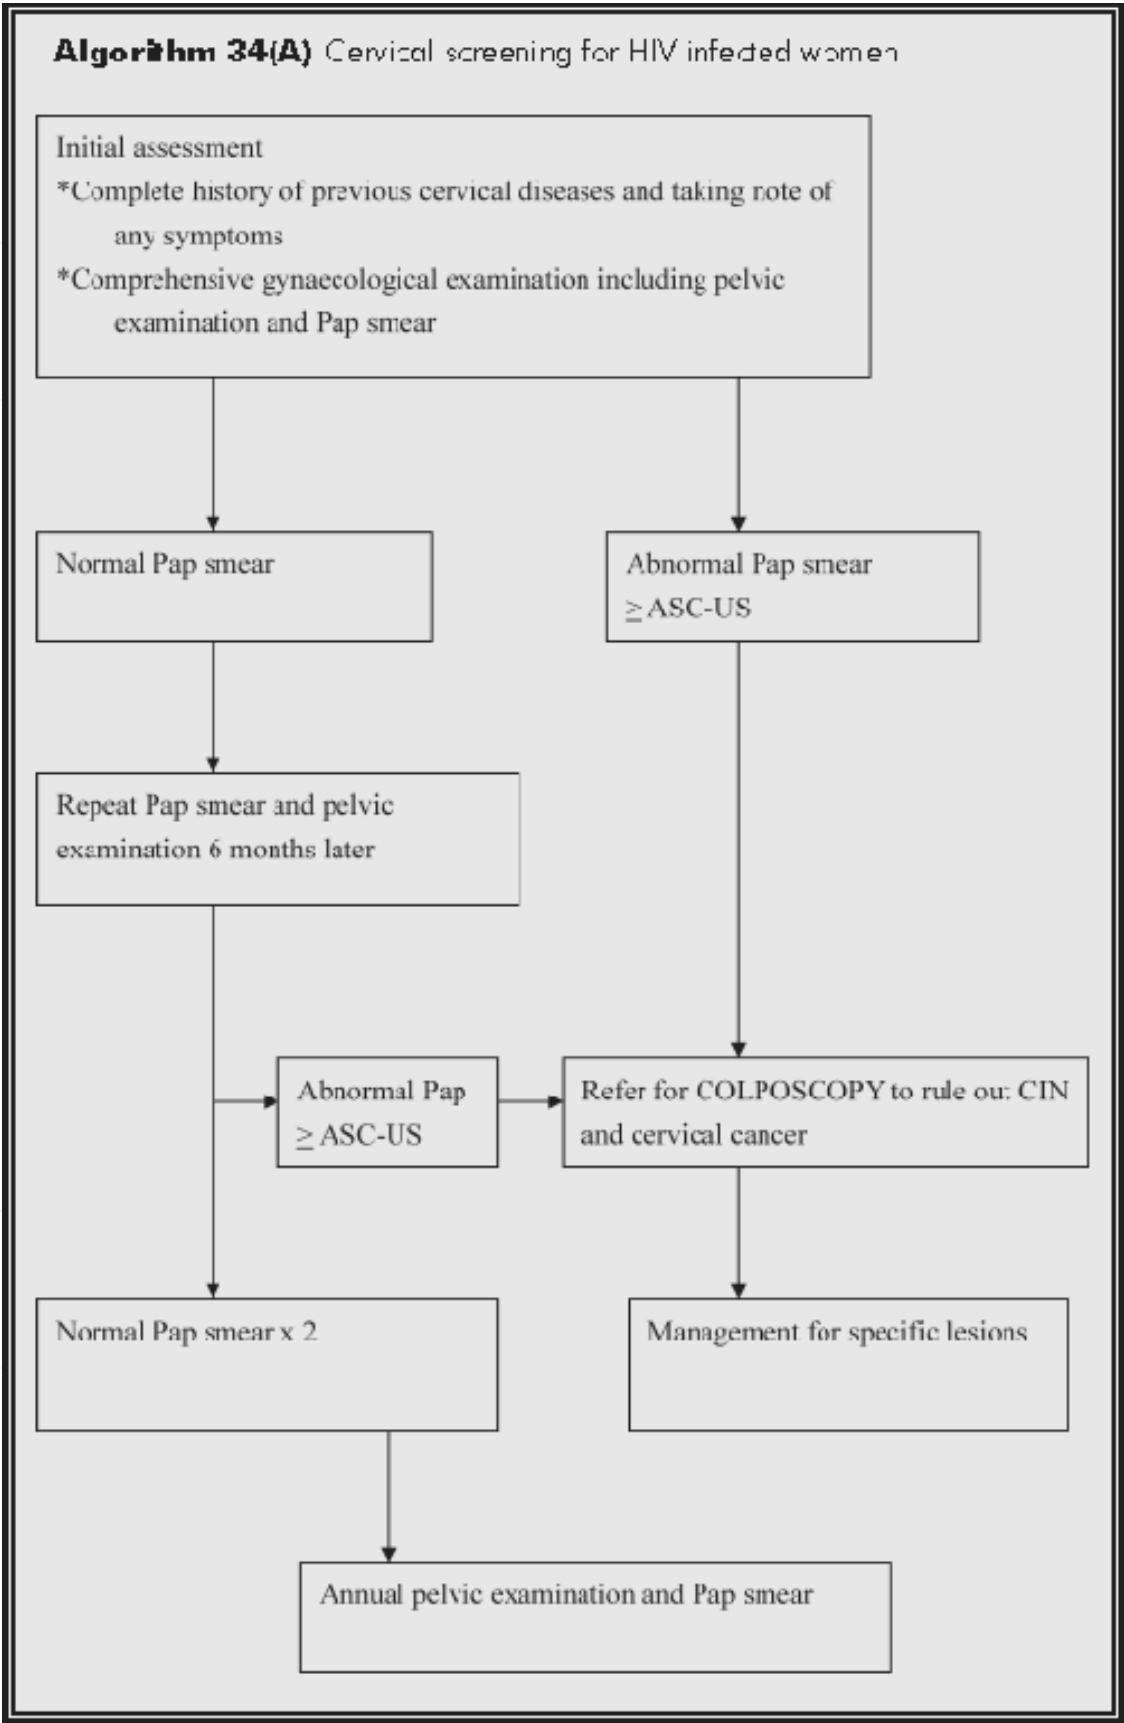 Algorithm 34(A) Cervical screening for HIV infected women
Initial assessment
*Complete history of previous cervical diseases and taking note of
any symptoms
*Comprehensive gynaecological examination including pelvic
examination and Pap smear
Normal Pap smear
Abnormal Pap smear
≥ ASC-US
Repeat Pap smear and pelvic
examination 6 months later
Abnormal Pap
≥ ASC-US
Refer for COLPOSCOPY to rule out CIN
and cervical cancer
Normal Pap smear x 2
Management for specific lesions
Annual pelvic examination and Pap smear